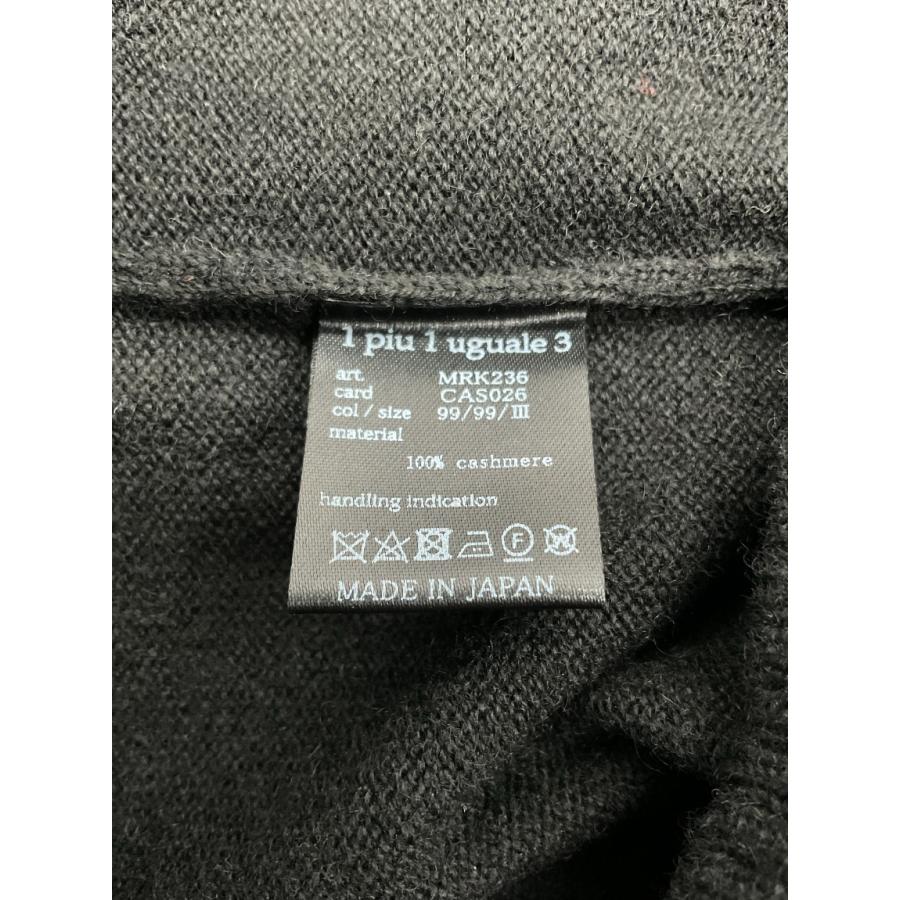 1 piu 1 uguale 3
art. MRK236
card CAS026
col / size 99/99/III
material
100% cashmere
handling indication
F W
MADE IN JAPAN